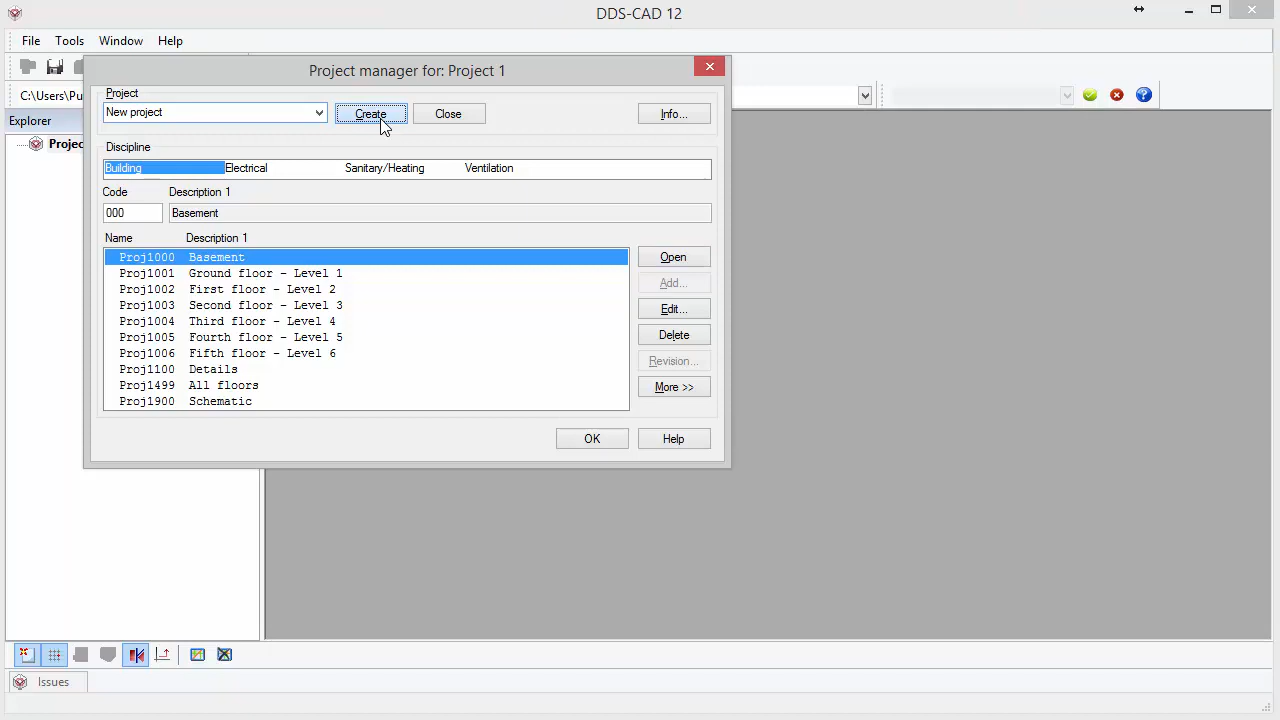 DDS-CAD 12
File Tools Window Help
Project manager for: Project 1
Project
New project Create Close Info...
C:\Users\Pu
Explorer
Projec
Discipline
Building Electrical Sanitary/Heating Ventilation
Code Description 1
000 Basement
Name Description 1
Proj1000 Basement Open
Proj1001 Ground floor - Level 1
Proj1002 First floor - Level 2 Add...
Proj1003 Second floor - Level 3 Edit...
Proj1004 Third floor - Level 4
Proj1005 Fourth floor - Level 5 Delete
Proj1006 Fifth floor - Level 6 Revision...
Proj1100 Details
Proj1499 All floors More >>
Proj1900 Schematic
OK Help
Issues